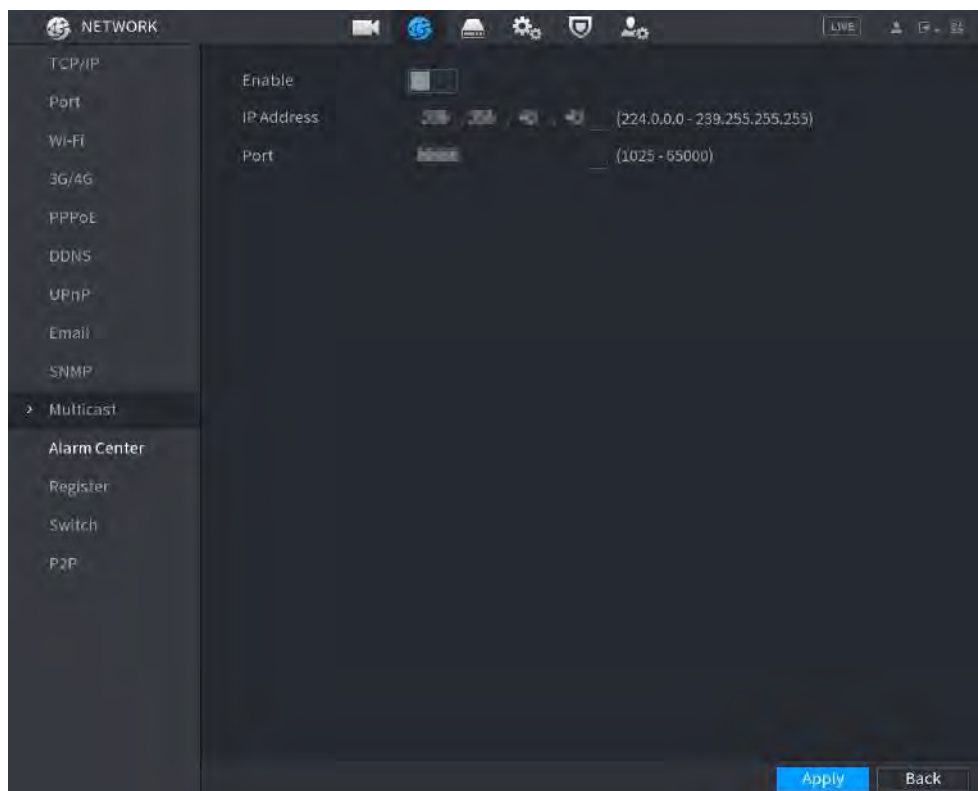 NETWORK
LIVE
TCP/IP
Port
Wi-Fi
3G/4G
PPPoE
DDNS
UPnP
Email
SNMP
Multicast
Alarm Center
Register
Switch
P2P
Enable
IP Address (224.0.0.0 - 239.255.255.255)
Port (1025 - 65000)
Apply Back